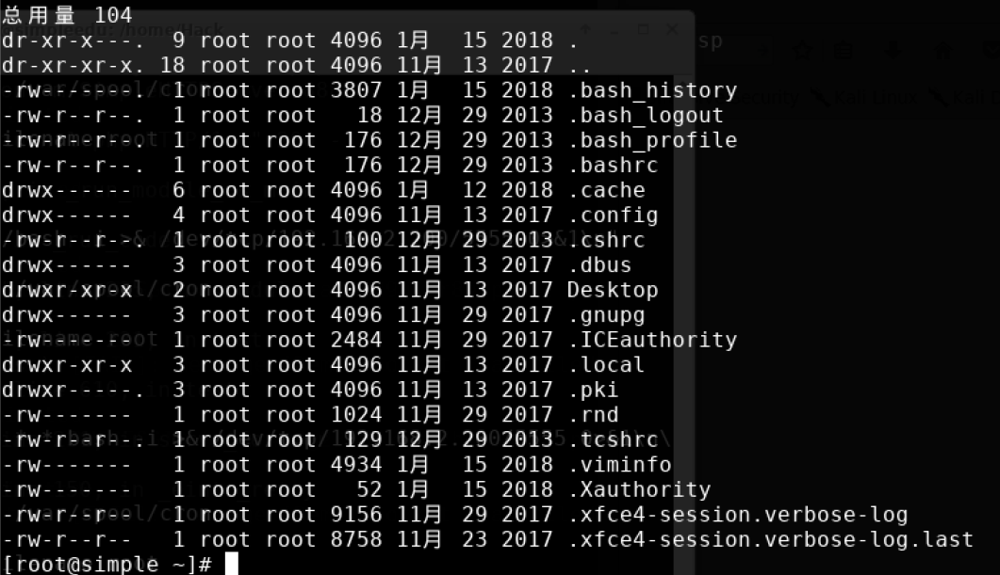 总用量 104
dr-xr-x---.  9 root root 4096 1月   15 2018 .
dr-xr-xr-x. 18 root root 4096 11月  13 2017 ..
-rw-------.  1 root root 3807 1月   15 2018 .bash_history
-rw-r--r--.  1 root root   18 12月  29 2013 .bash_logout
-rw-r--r--.  1 root root  176 12月  29 2013 .bash_profile
-rw-r--r--.  1 root root  176 12月  29 2013 .bashrc
drwx------   6 root root 4096 1月   12 2018 .cache
drwx------   4 root root 4096 11月  13 2017 .config
-rw-r--r--.  1 root root  100 12月  29 2013 .cshrc
drwx------   3 root root 4096 11月  13 2017 .dbus
drwxr-xr-x   2 root root 4096 11月  13 2017 Desktop
drwx------   3 root root 4096 11月  29 2017 .gnupg
-rw-------   1 root root 2484 11月  29 2017 .ICEauthority
drwxr-xr-x   3 root root 4096 11月  13 2017 .local
drwxr-----.  3 root root 4096 11月  13 2017 .pki
-rw-------   1 root root 1024 11月  29 2017 .rnd
-rw-r--r--.  1 root root  129 12月  29 2013 .tcshrc
-rw-------   1 root root 4934 1月   15 2018 .viminfo
-rw-------   1 root root   52 1月   15 2018 .Xauthority
-rw-r--r--   1 root root 9156 11月  29 2017 .xfce4-session.verbose-log
-rw-r--r--   1 root root 8758 11月  23 2017 .xfce4-session.verbose-log.last
[root@simple ~]#